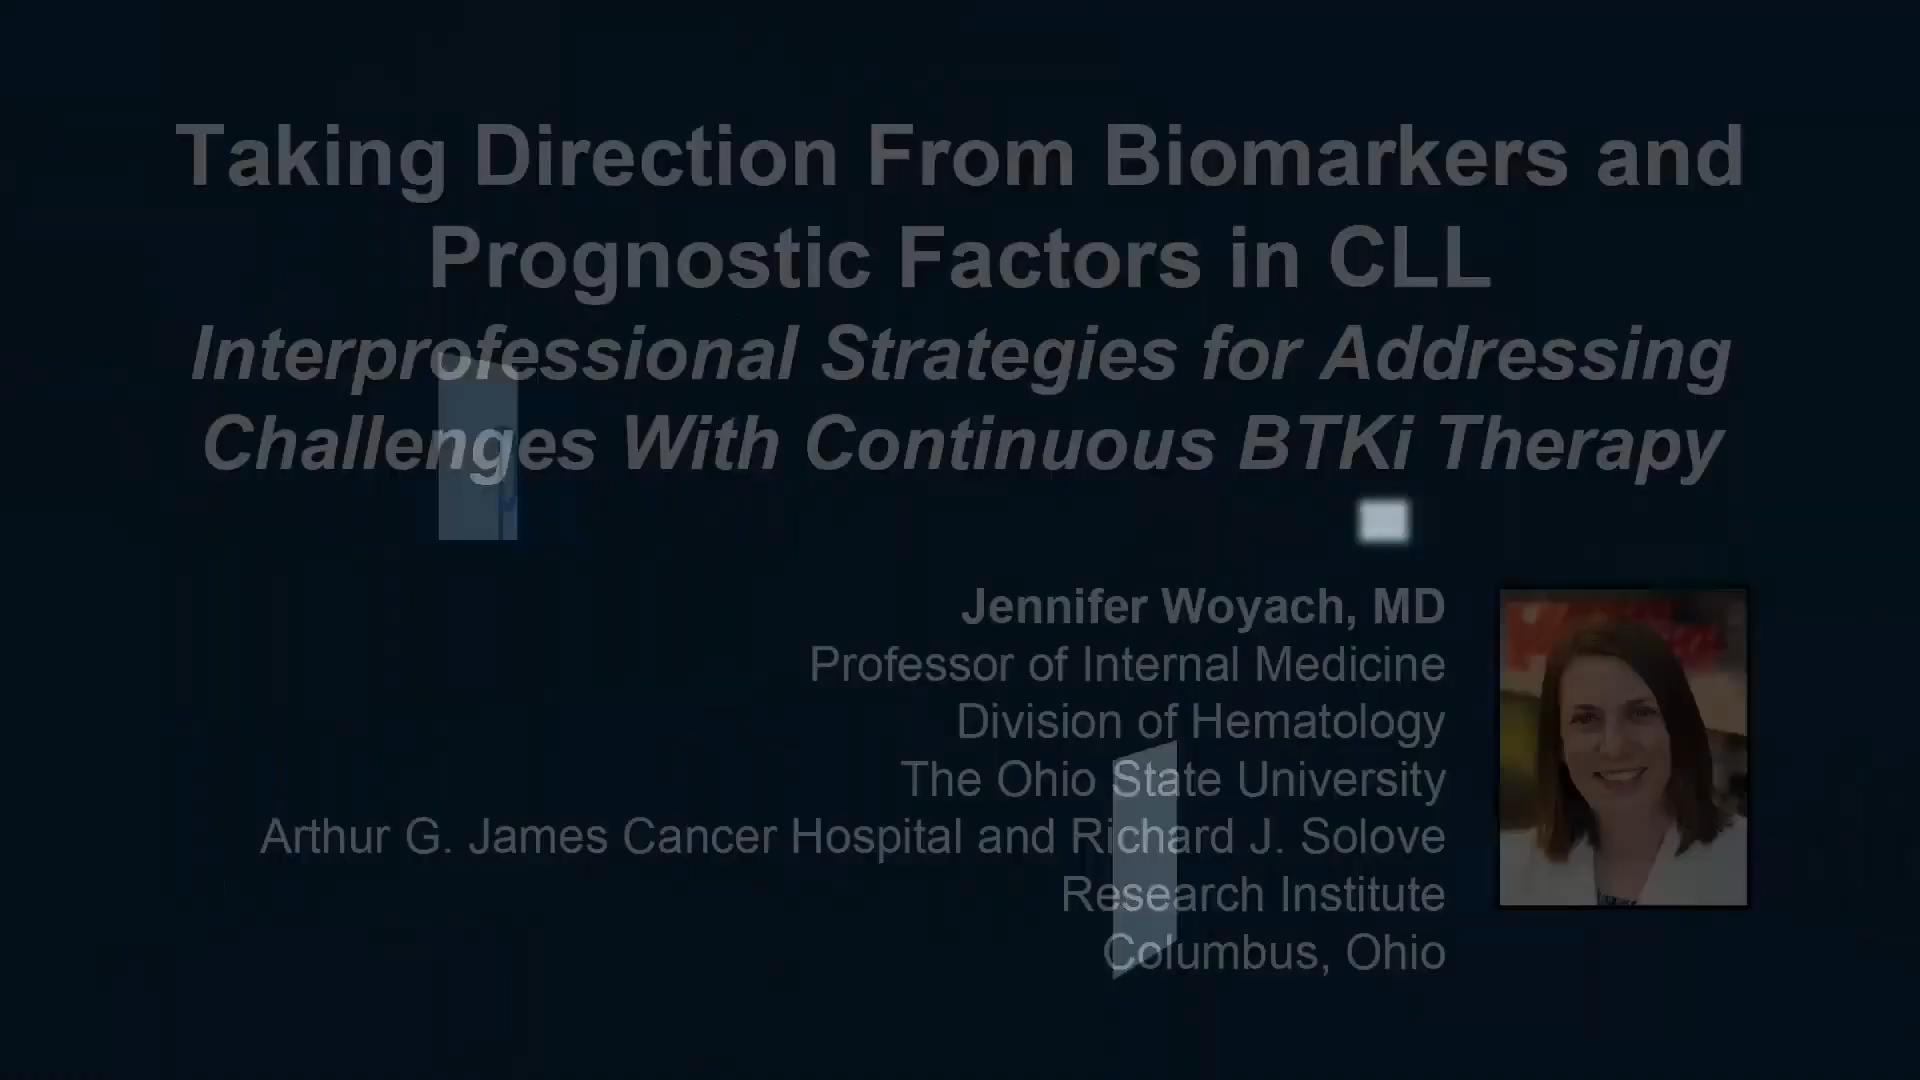 Taking Direction From Biomarkers and
Prognostic Factors in CLL
Interprofessional Strategies for Addressing
Challenges With Continuous BTKi Therapy
Jennifer Woyach, MD
Professor of Internal Medicine
Division of Hematology
The Ohio State University
Arthur G. James Cancer Hospital and Richard J. Solove
Research Institute
Columbus, Ohio